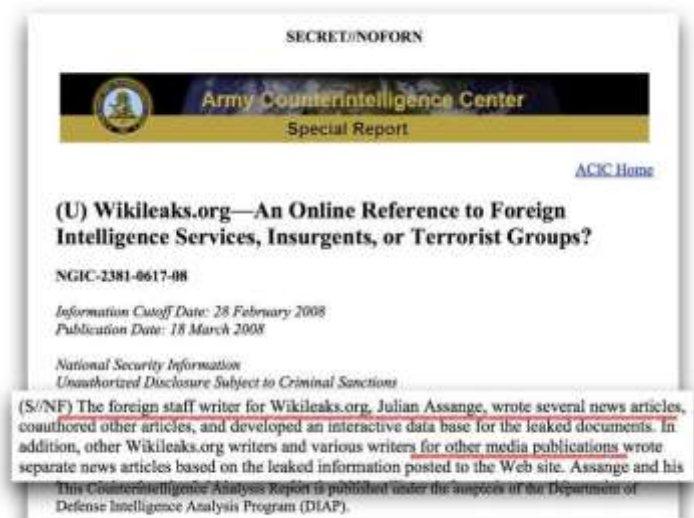 SECRET//NOFORN
Army Counterintelligence Center
Special Report
ACIC Home
(U) Wikileaks.org—An Online Reference to Foreign
Intelligence Services, Insurgents, or Terrorist Groups?
NGIC-2381-0617-08
Information Cutoff Date: 28 February 2008
Publication Date: 18 March 2008
National Security Information
Unauthorized Disclosure Subject to Criminal Sanctions
(S//NF) The foreign staff writer for Wikileaks.org, Julian Assange, wrote several news articles,
coauthored other articles, and developed an interactive data base for the leaked documents. In
addition, other Wikileaks.org writers and various writers for other media publications wrote
separate news articles based on the leaked information posted to the Web site. Assange and his
This Counterintelligence Analysis Report is published under the auspices of the Department of
Defense Intelligence Analysis Program (DIAP).